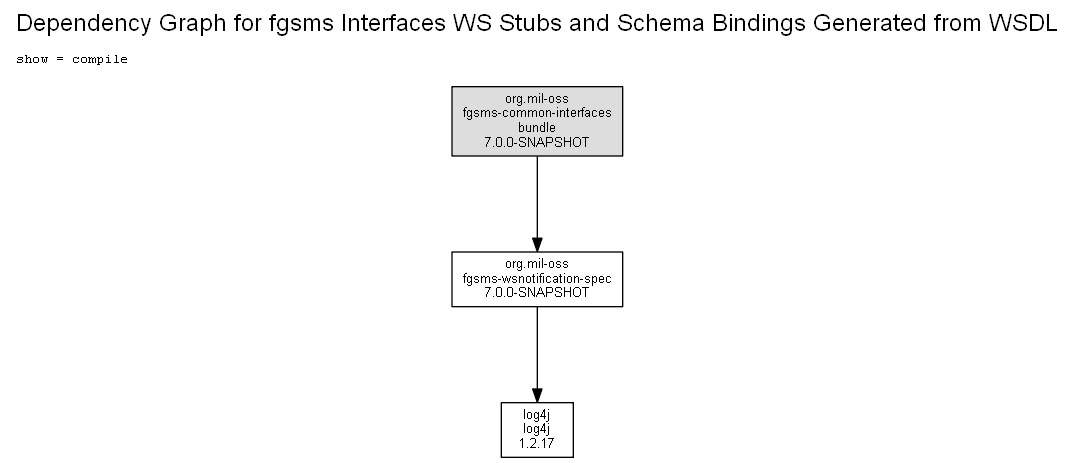 Dependency Graph for fgsms Interfaces WS Stubs and Schema Bindings Generated from WSDL
show = compile
org.mil-oss
fgsms-common-interfaces
bundle
7.0.0-SNAPSHOT
org.mil-oss
fgsms-wsnotification-spec
7.0.0-SNAPSHOT
log4j
log4j
1.2.17